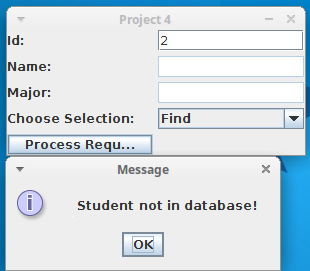 Project 4
Id: 2
Name:
Major:
Choose Selection: Find
Process Requ...
Message
Student not in database!
OK